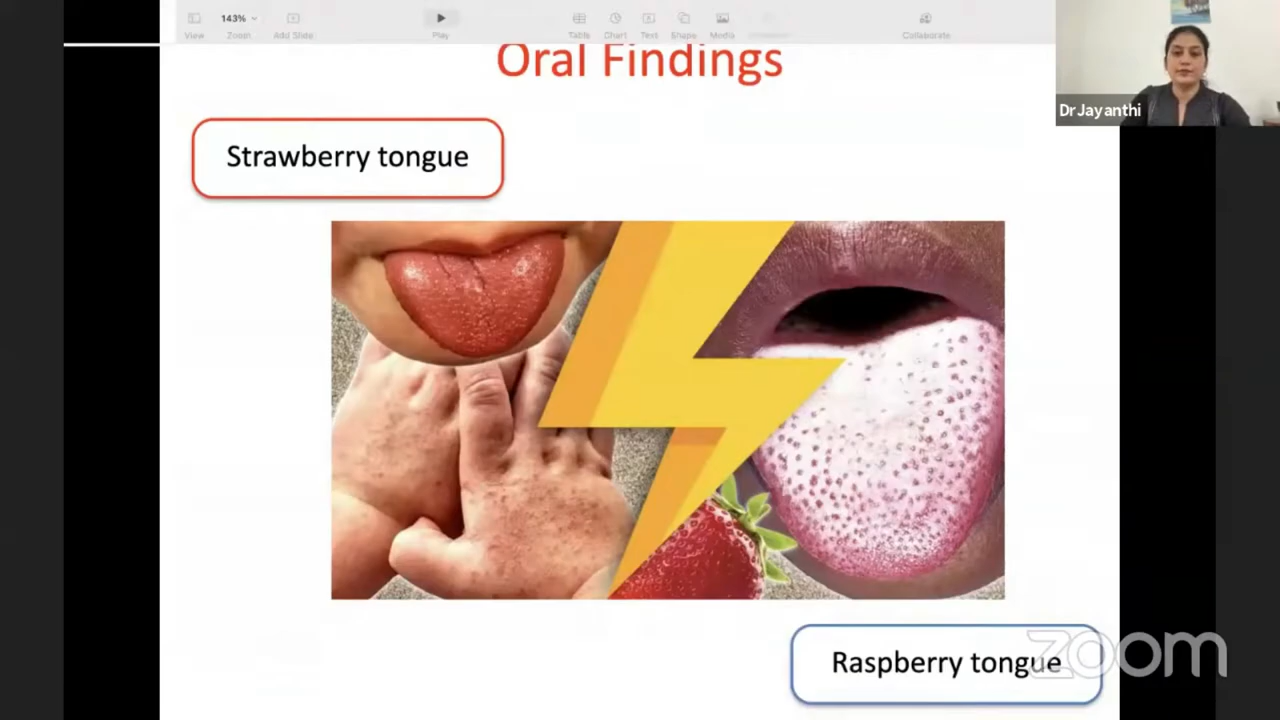 143%
View
Zoom
Add Slide
Play
Table
Chart
Text
Shape
Media
Collaborate
Oral Findings
Dr Jayanthi
Strawberry tongue
Raspberry tongue
zoom